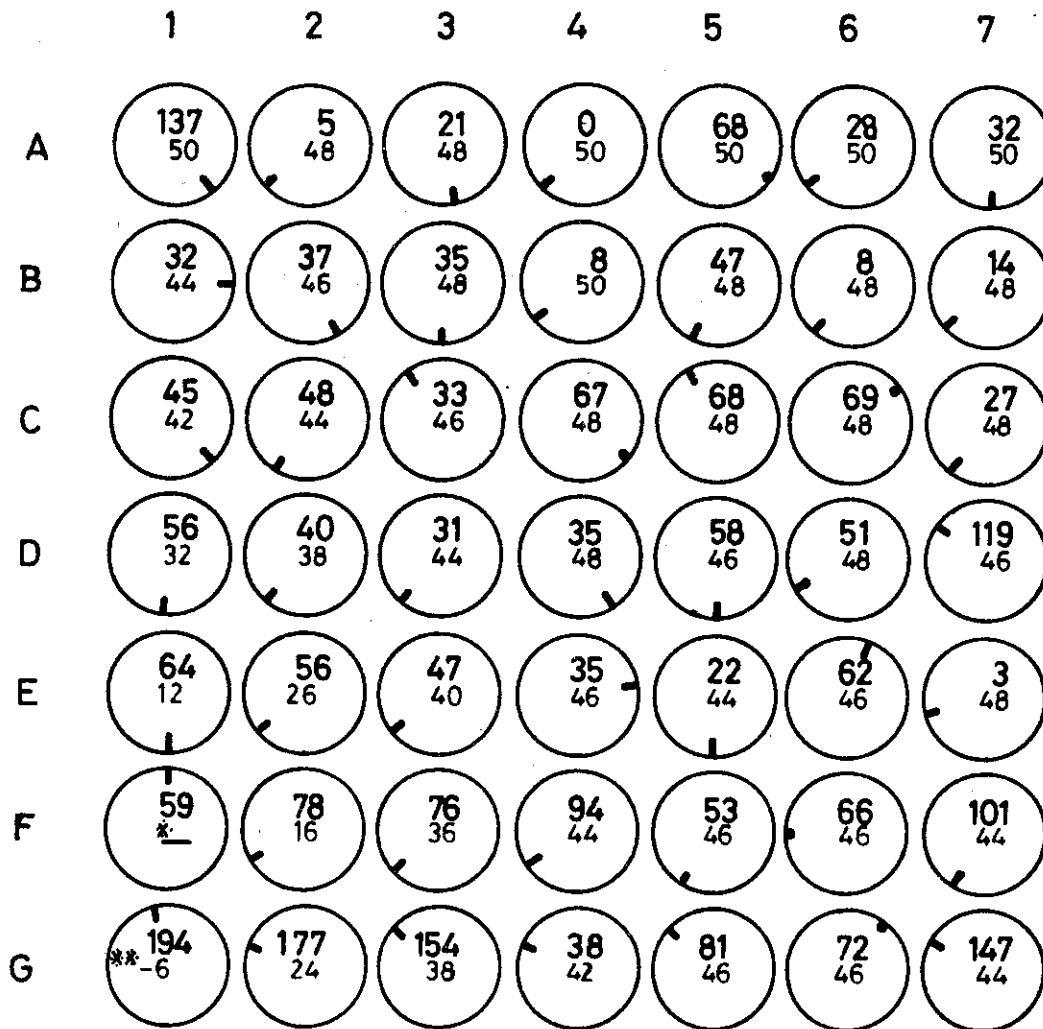 1 2 3 4 5 6 7
A 137 5 21 0 68 28 32
50 48 48 50 50 50 50
B 32 37 35 8 47 8 14
44 46 48 50 48 48 48
C 45 48 33 67 68 69 27
42 44 46 48 48 48 48
D 56 40 31 35 58 51 119
32 38 44 48 46 48 46
E 64 56 47 35 22 62 3
12 26 40 46 44 46 48
F 59 78 76 94 53 66 101
*— 16 36 44 46 46 44
G **194 177 154 38 81 72 147
-6 24 38 42 46 46 44